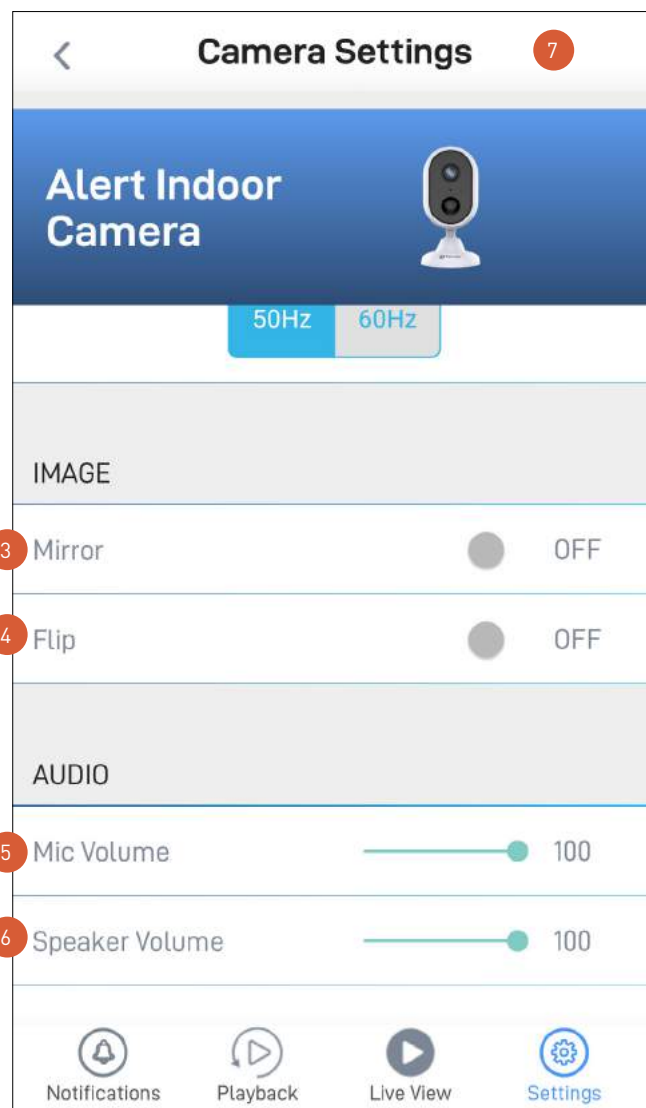 Camera Settings 7
Alert Indoor
Camera
50Hz 60Hz
IMAGE
3 Mirror OFF
4 Flip OFF
AUDIO
5 Mic Volume 100
6 Speaker Volume 100
Notifications Playback Live View Settings